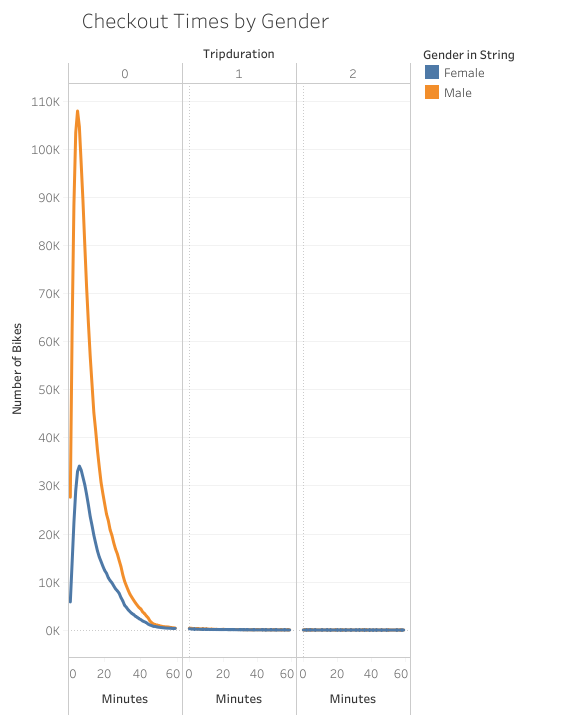 Checkout Times by Gender
Tripduration
0 1 2
Gender in String
Female
Male
110K
100K
90K
80K
70K
60K
50K
40K
30K
20K
10K
0K
Number of Bikes
0 20 40 60 0 20 40 60 0 20 40 60
Minutes Minutes Minutes